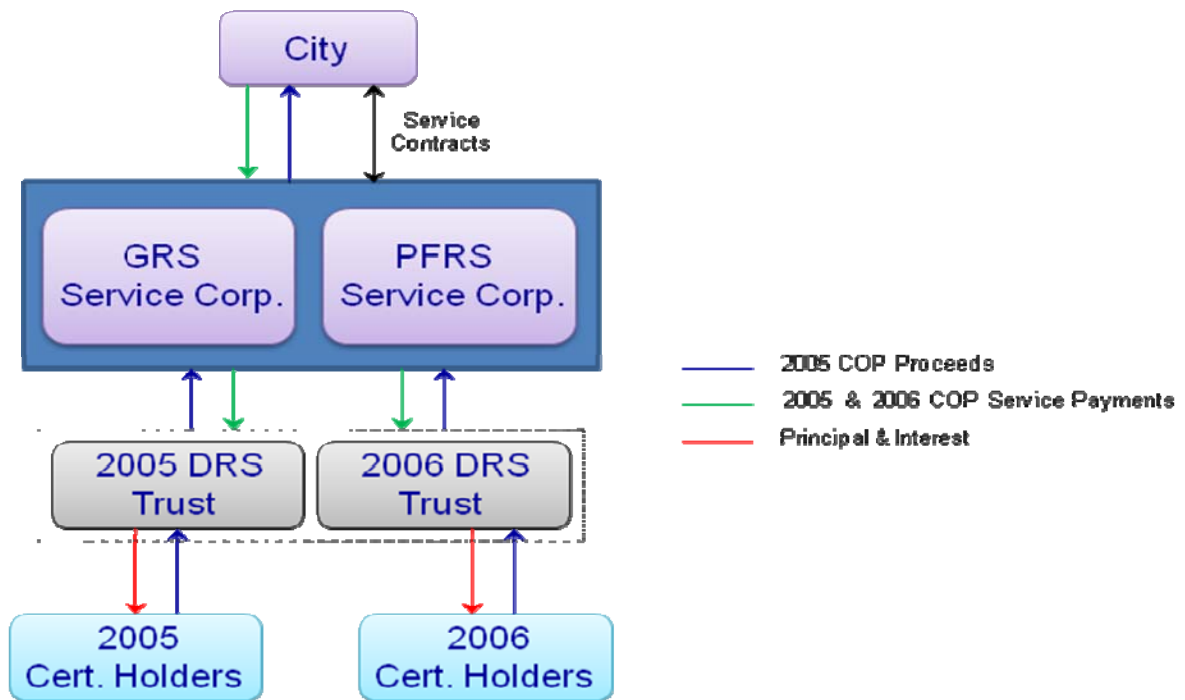 City
Service
Contracts
GRS
Service Corp.
PFRS
Service Corp.
2005 COP Proceeds
2005 & 2006 COP Service Payments
Principal & Interest
2005 DRS
Trust
2006 DRS
Trust
2005
Cert. Holders
2006
Cert. Holders